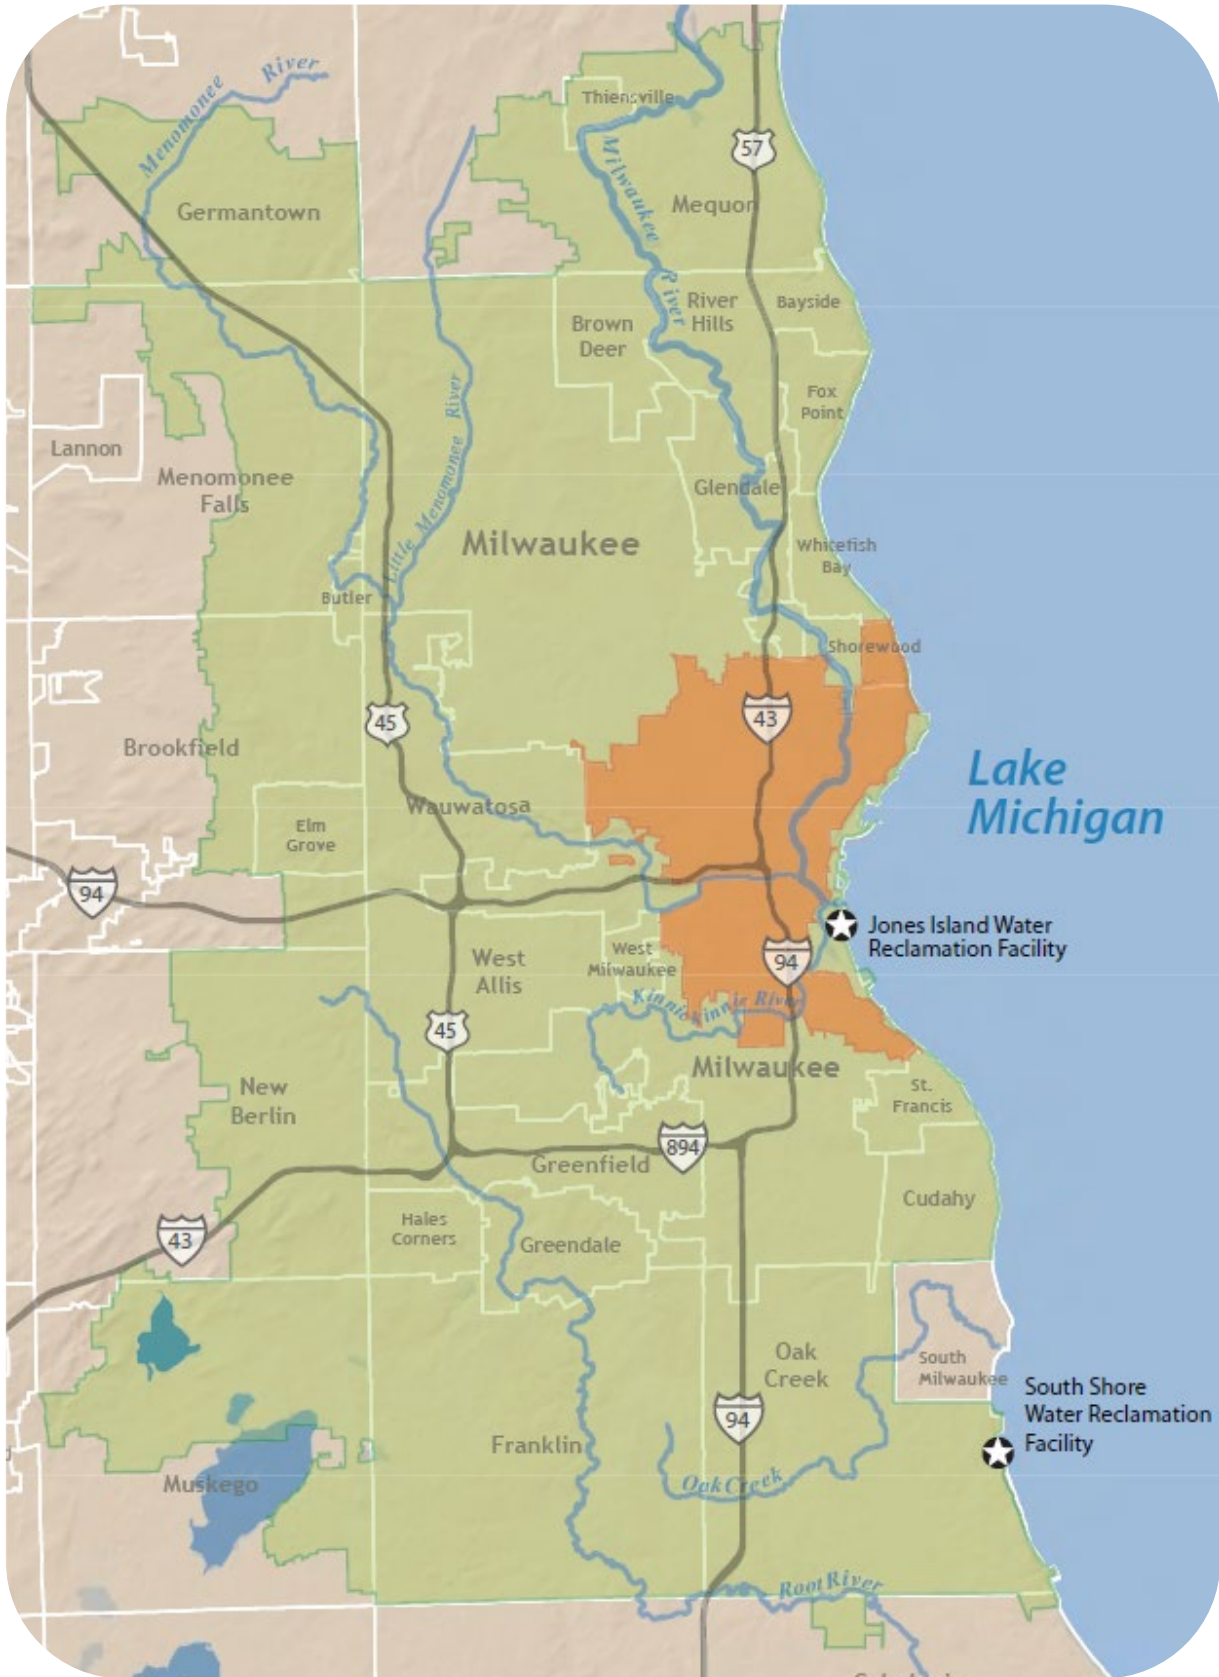 Menomonee River
Thiensville
57
Milwaukee River
Mequon
Germantown
River
Hills
Bayside
Brown
Deer
Fox
Point
Little Menomonee River
Lannon
Menomonee
Falls
Glendale
Milwaukee
Whitefish
Bay
Butler
Shorewood
43
45
Brookfield
Lake
Michigan
Wauwatosa
Elm
Grove
94
Jones Island Water
Reclamation Facility
West
Allis
West
Milwaukee
94
Kinnickinnic River
45
Milwaukee
New
Berlin
St.
Francis
894
Greenfield
Cudahy
Hales
Corners
Greendale
43
Oak
Creek
South
Milwaukee
South Shore
Water Reclamation
Facility
94
Franklin
Muskego
Oak Creek
Root River